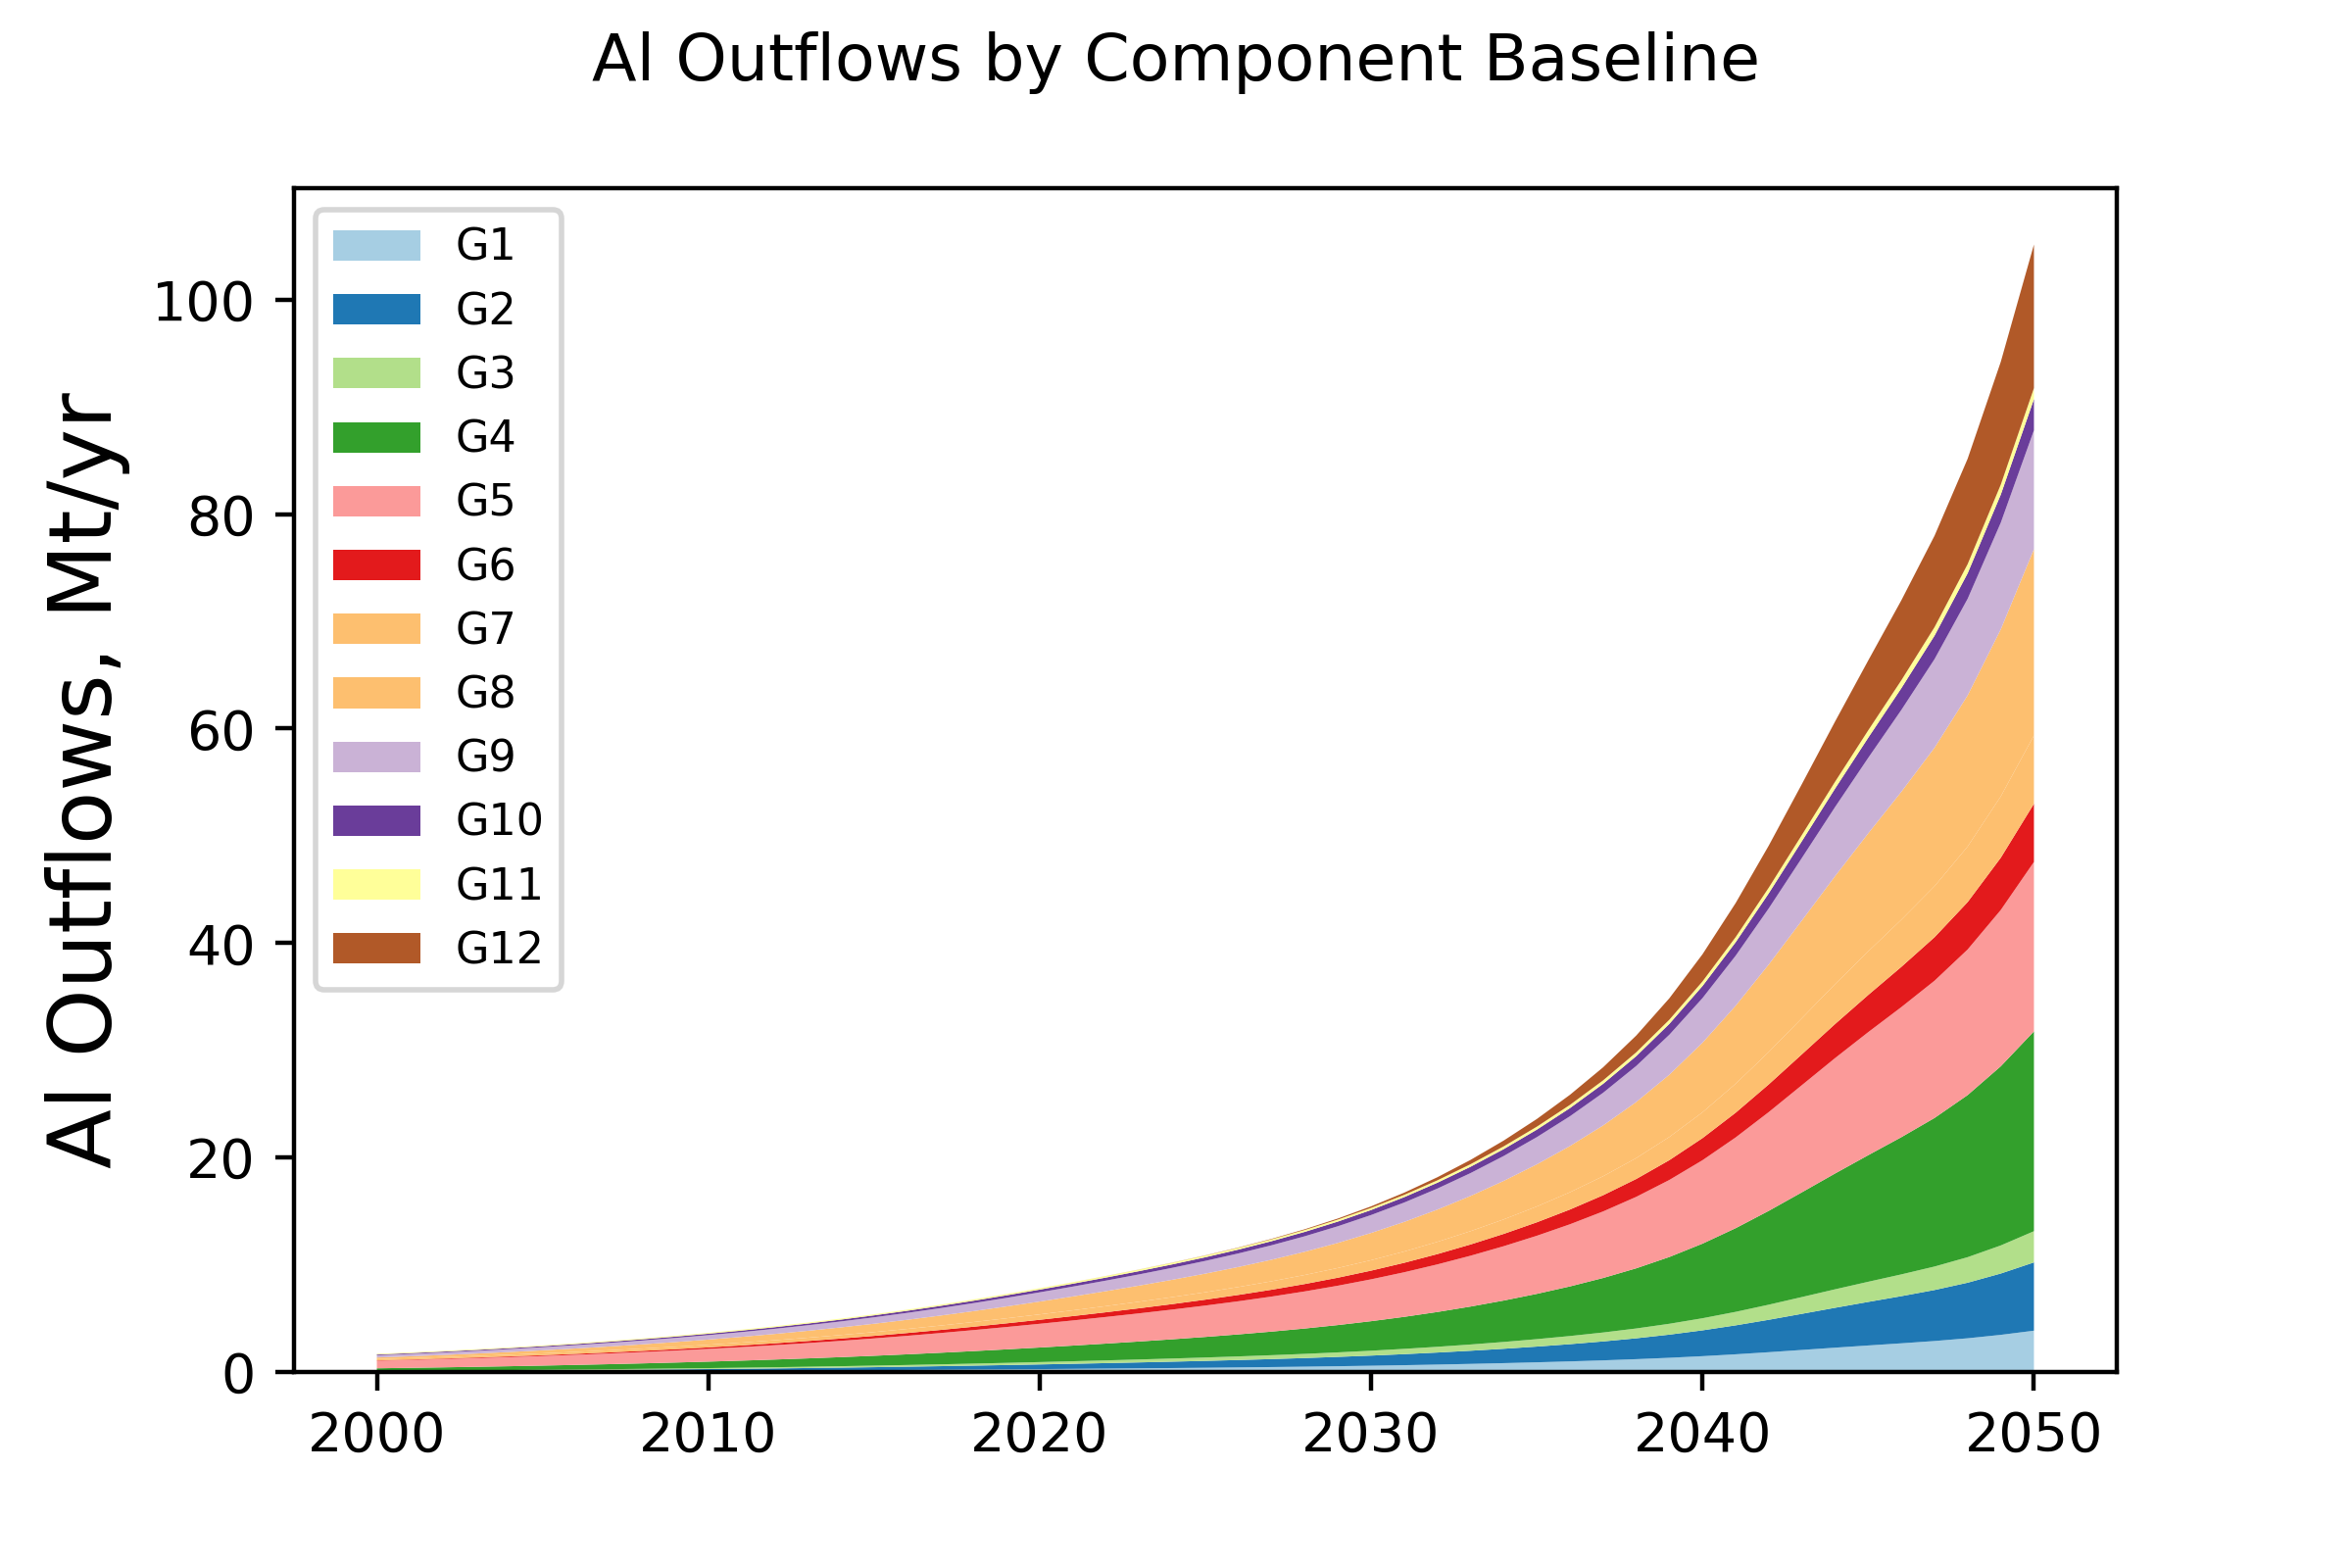 Al Outflows by Component Baseline
Al Outflows, Mt/yr
100
80
60
40
20
0
G1
G2
G3
G4
G5
G6
G7
G8
G9
G10
G11
G12
2000 2010 2020 2030 2040 2050